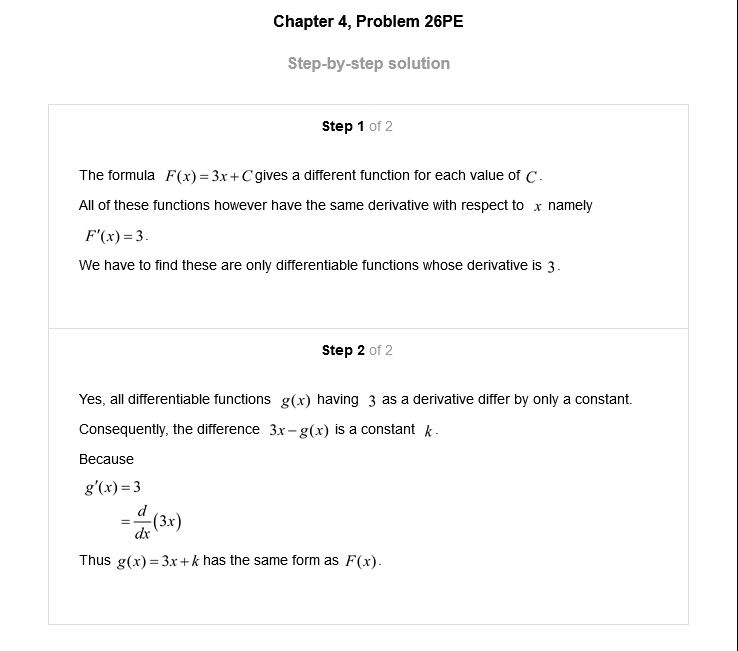 Chapter 4, Problem 26PE
Step-by-step solution
Step 1 of 2
The formula F(x) = 3x + C gives a different function for each value of C.
All of these functions however have the same derivative with respect to x namely
F′(x) = 3.
We have to find these are only differentiable functions whose derivative is 3.
Step 2 of 2
Yes, all differentiable functions g(x) having 3 as a derivative differ by only a constant.
Consequently, the difference 3x − g(x) is a constant k.
Because
g′(x) = 3
= d/dx (3x)
Thus g(x) = 3x + k has the same form as F(x).